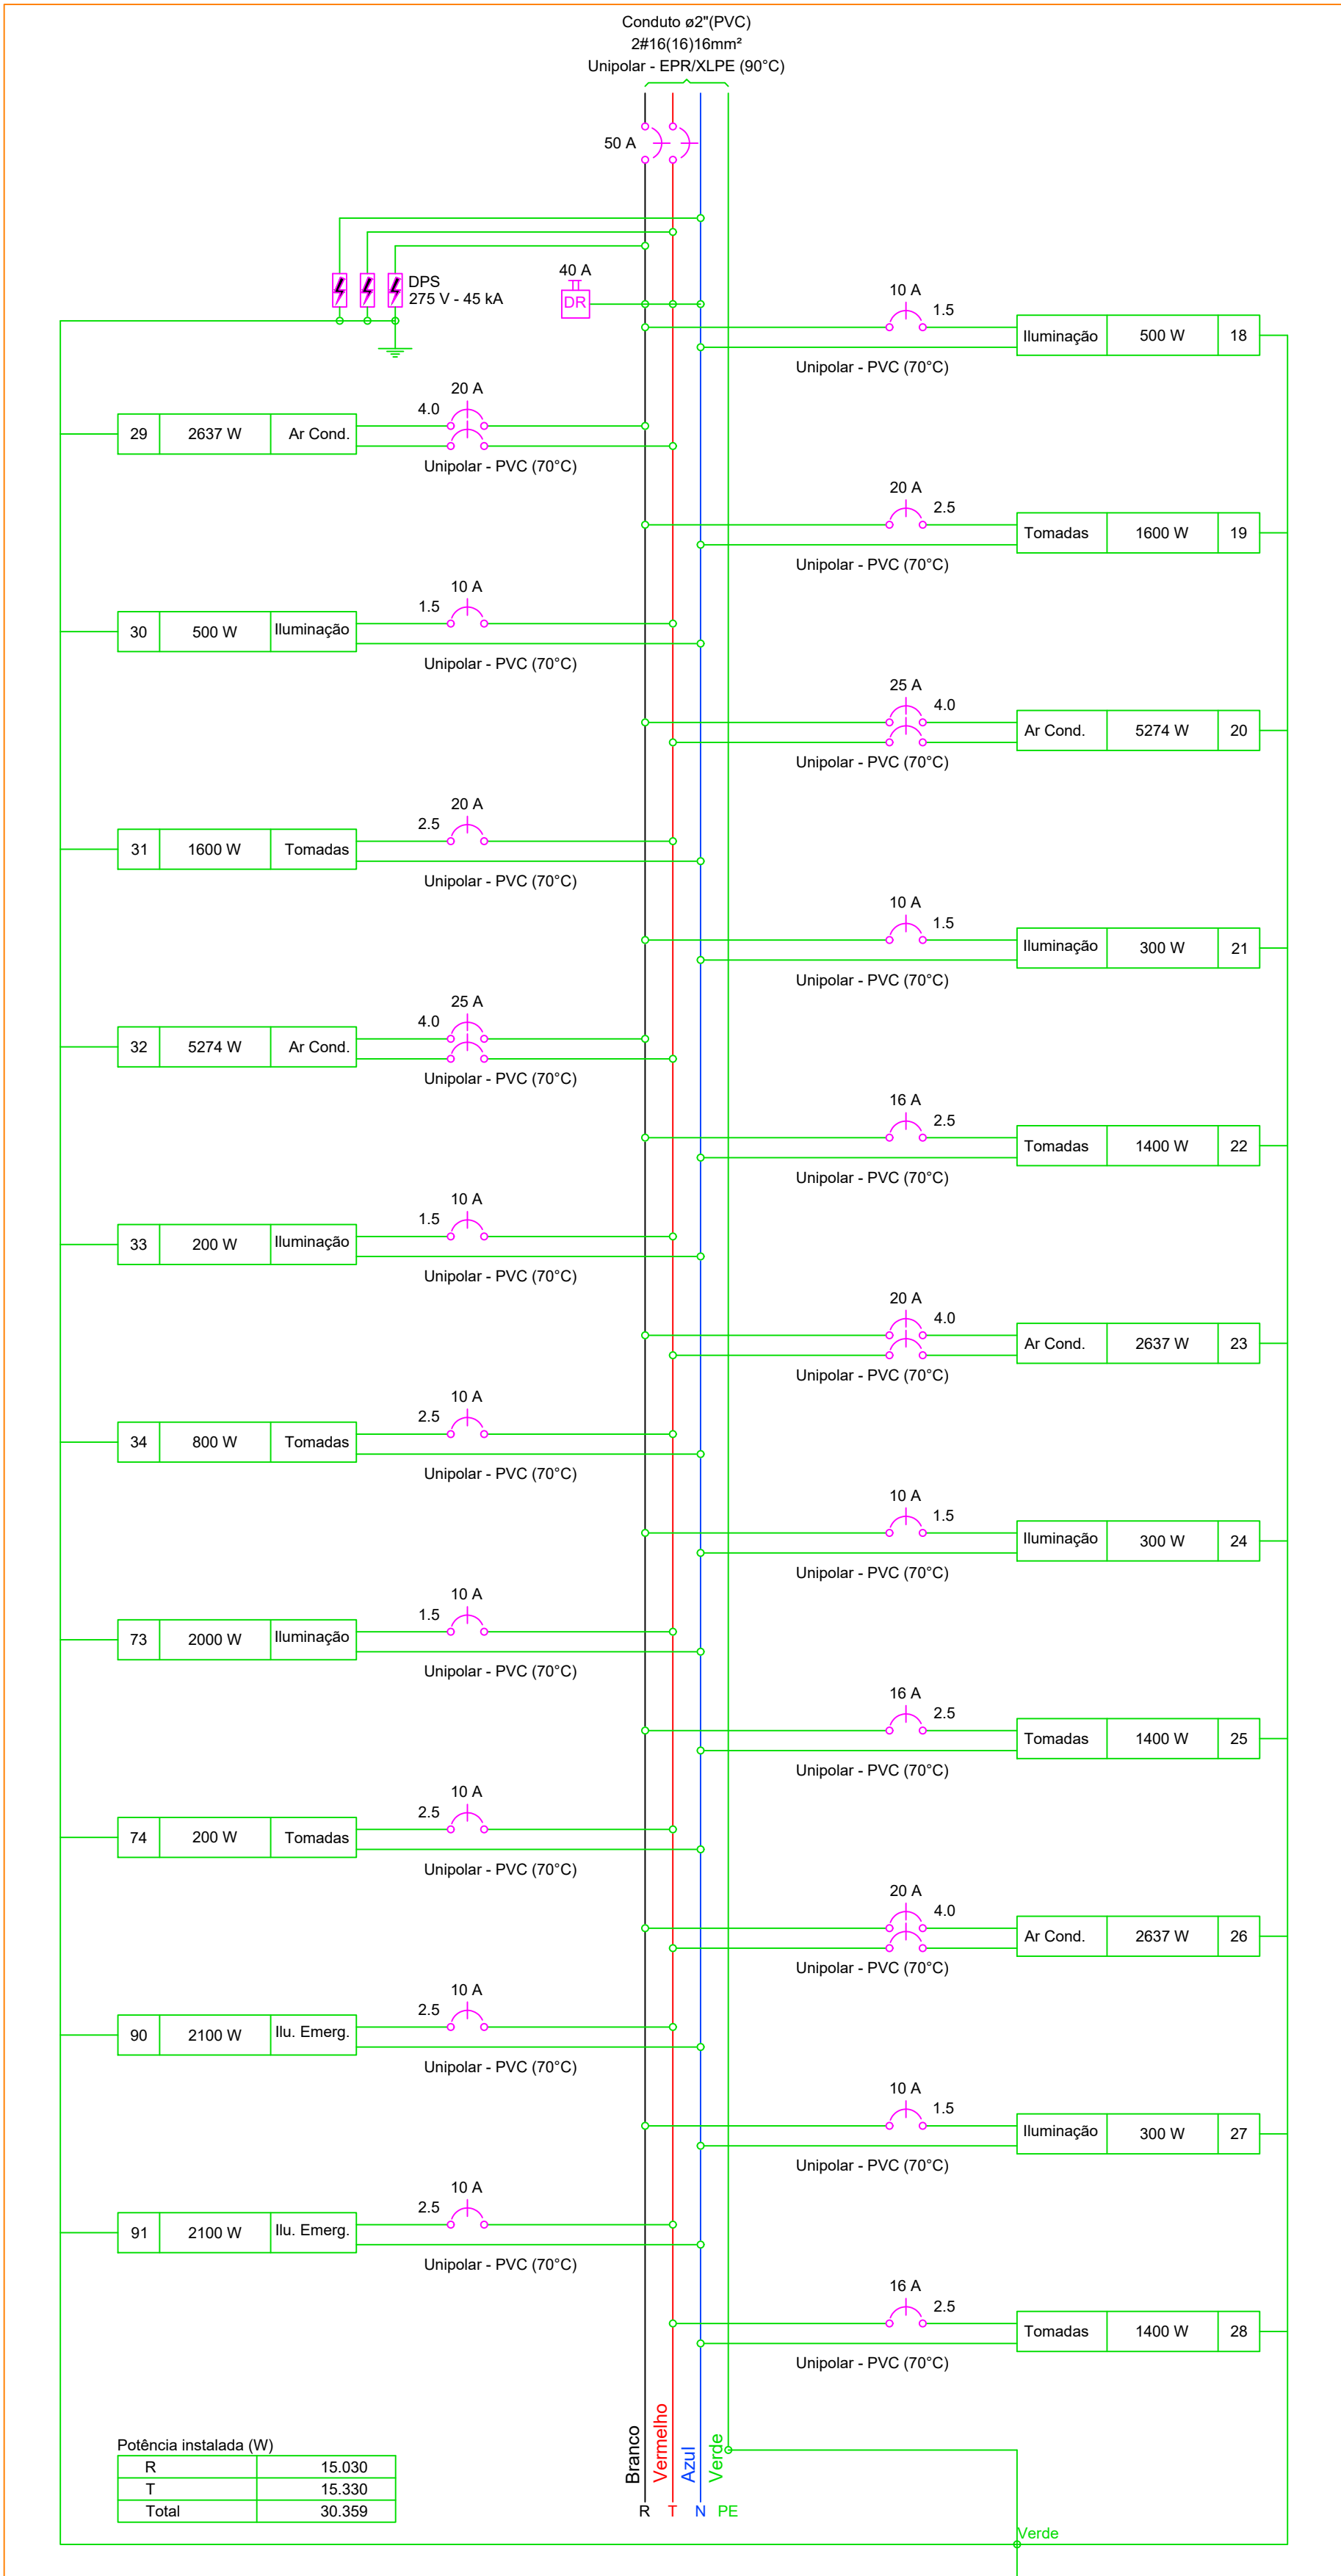 Conduto ø2"(PVC)
2#16(16)16mm²
Unipolar - EPR/XLPE (90°C)
50 A
DPS
275 V - 45 kA
40 A
DR
10 A
1.5
Iluminação 500 W 18
Unipolar - PVC (70°C)
20 A
4.0
29 2637 W Ar Cond.
Unipolar - PVC (70°C)
20 A
2.5
Tomadas 1600 W 19
Unipolar - PVC (70°C)
10 A
1.5
30 500 W Iluminação
Unipolar - PVC (70°C)
25 A
4.0
Ar Cond. 5274 W 20
Unipolar - PVC (70°C)
20 A
2.5
31 1600 W Tomadas
Unipolar - PVC (70°C)
10 A
1.5
Iluminação 300 W 21
Unipolar - PVC (70°C)
25 A
4.0
32 5274 W Ar Cond.
Unipolar - PVC (70°C)
16 A
2.5
Tomadas 1400 W 22
Unipolar - PVC (70°C)
10 A
1.5
33 200 W Iluminação
Unipolar - PVC (70°C)
20 A
4.0
Ar Cond. 2637 W 23
Unipolar - PVC (70°C)
10 A
2.5
34 800 W Tomadas
Unipolar - PVC (70°C)
10 A
1.5
Iluminação 300 W 24
Unipolar - PVC (70°C)
10 A
1.5
73 2000 W Iluminação
Unipolar - PVC (70°C)
16 A
2.5
Tomadas 1400 W 25
Unipolar - PVC (70°C)
10 A
2.5
74 200 W Tomadas
Unipolar - PVC (70°C)
20 A
4.0
Ar Cond. 2637 W 26
Unipolar - PVC (70°C)
10 A
2.5
90 2100 W Ilu. Emerg.
Unipolar - PVC (70°C)
10 A
1.5
Iluminação 300 W 27
Unipolar - PVC (70°C)
10 A
2.5
91 2100 W Ilu. Emerg.
Unipolar - PVC (70°C)
16 A
2.5
Tomadas 1400 W 28
Unipolar - PVC (70°C)
Potência instalada (W)
R 15.030
T 15.330
Total 30.359
Branco
Vermelho
Azul
Verde
R T N PE
Verde